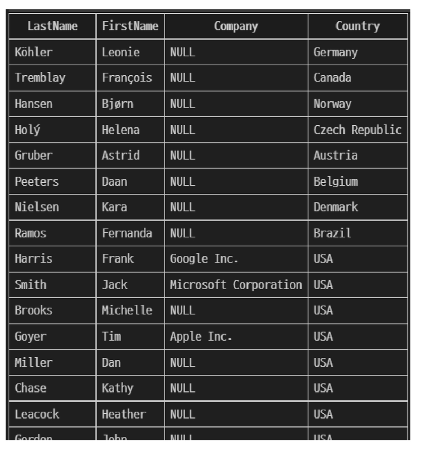 LastName FirstName Company Country
Köhler Leonie NULL Germany
Tremblay François NULL Canada
Hansen Bjørn NULL Norway
Holý Helena NULL Czech Republic
Gruber Astrid NULL Austria
Peeters Daan NULL Belgium
Nielsen Kara NULL Denmark
Ramos Fernanda NULL Brazil
Harris Frank Google Inc. USA
Smith Jack Microsoft Corporation USA
Brooks Michelle NULL USA
Goyer Tim Apple Inc. USA
Miller Dan NULL USA
Chase Kathy NULL USA
Leacock Heather NULL USA
Gordon John NULL USA